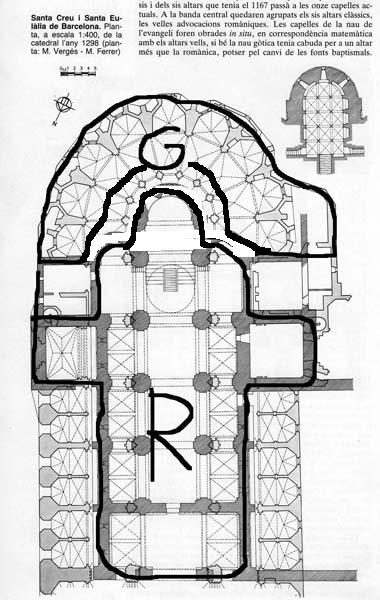 Santa Creu i Santa Eu-
làlia de Barcelona. Plan-
ta, a escala 1:400, de la
catedral l'any 1298 (plan-
ta: M. Vergés - M. Ferrer)
sis i dels sis altars que tenia el 1167 passà a les onze capelles ac-
tuals. A la banda central quedaren agrupats els sis altars clàssics,
les velles advocacions romàniques. Les capelles de la nau de
l'evangeli foren obrades in situ, en correspondència matemàtica
amb els altars vells, si bé la nau gòtica tenia cabuda per a un altar
més que la romànica, potser pel canvi de les fonts baptismals.
G
R